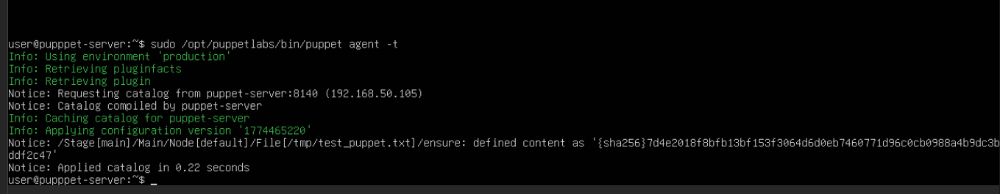 user@pupppet-server:~$ sudo /opt/puppetlabs/bin/puppet agent -t
Info: Using environment 'production'
Info: Retrieving pluginfacts
Info: Retrieving plugin
Notice: Requesting catalog from puppet-server:8140 (192.168.50.105)
Notice: Catalog compiled by puppet-server
Info: Caching catalog for puppet-server
Info: Applying configuration version '1774465220'
Notice: /Stage[main]/Main/Node[default]/File[/tmp/test_puppet.txt]/ensure: defined content as '{sha256}7d4e2018f8bfb13bf153f3064d6d0eb7460771d96c0cb0988a4b9dc3b
ddf2c47'
Notice: Applied catalog in 0.22 seconds
user@pupppet-server:~$ _